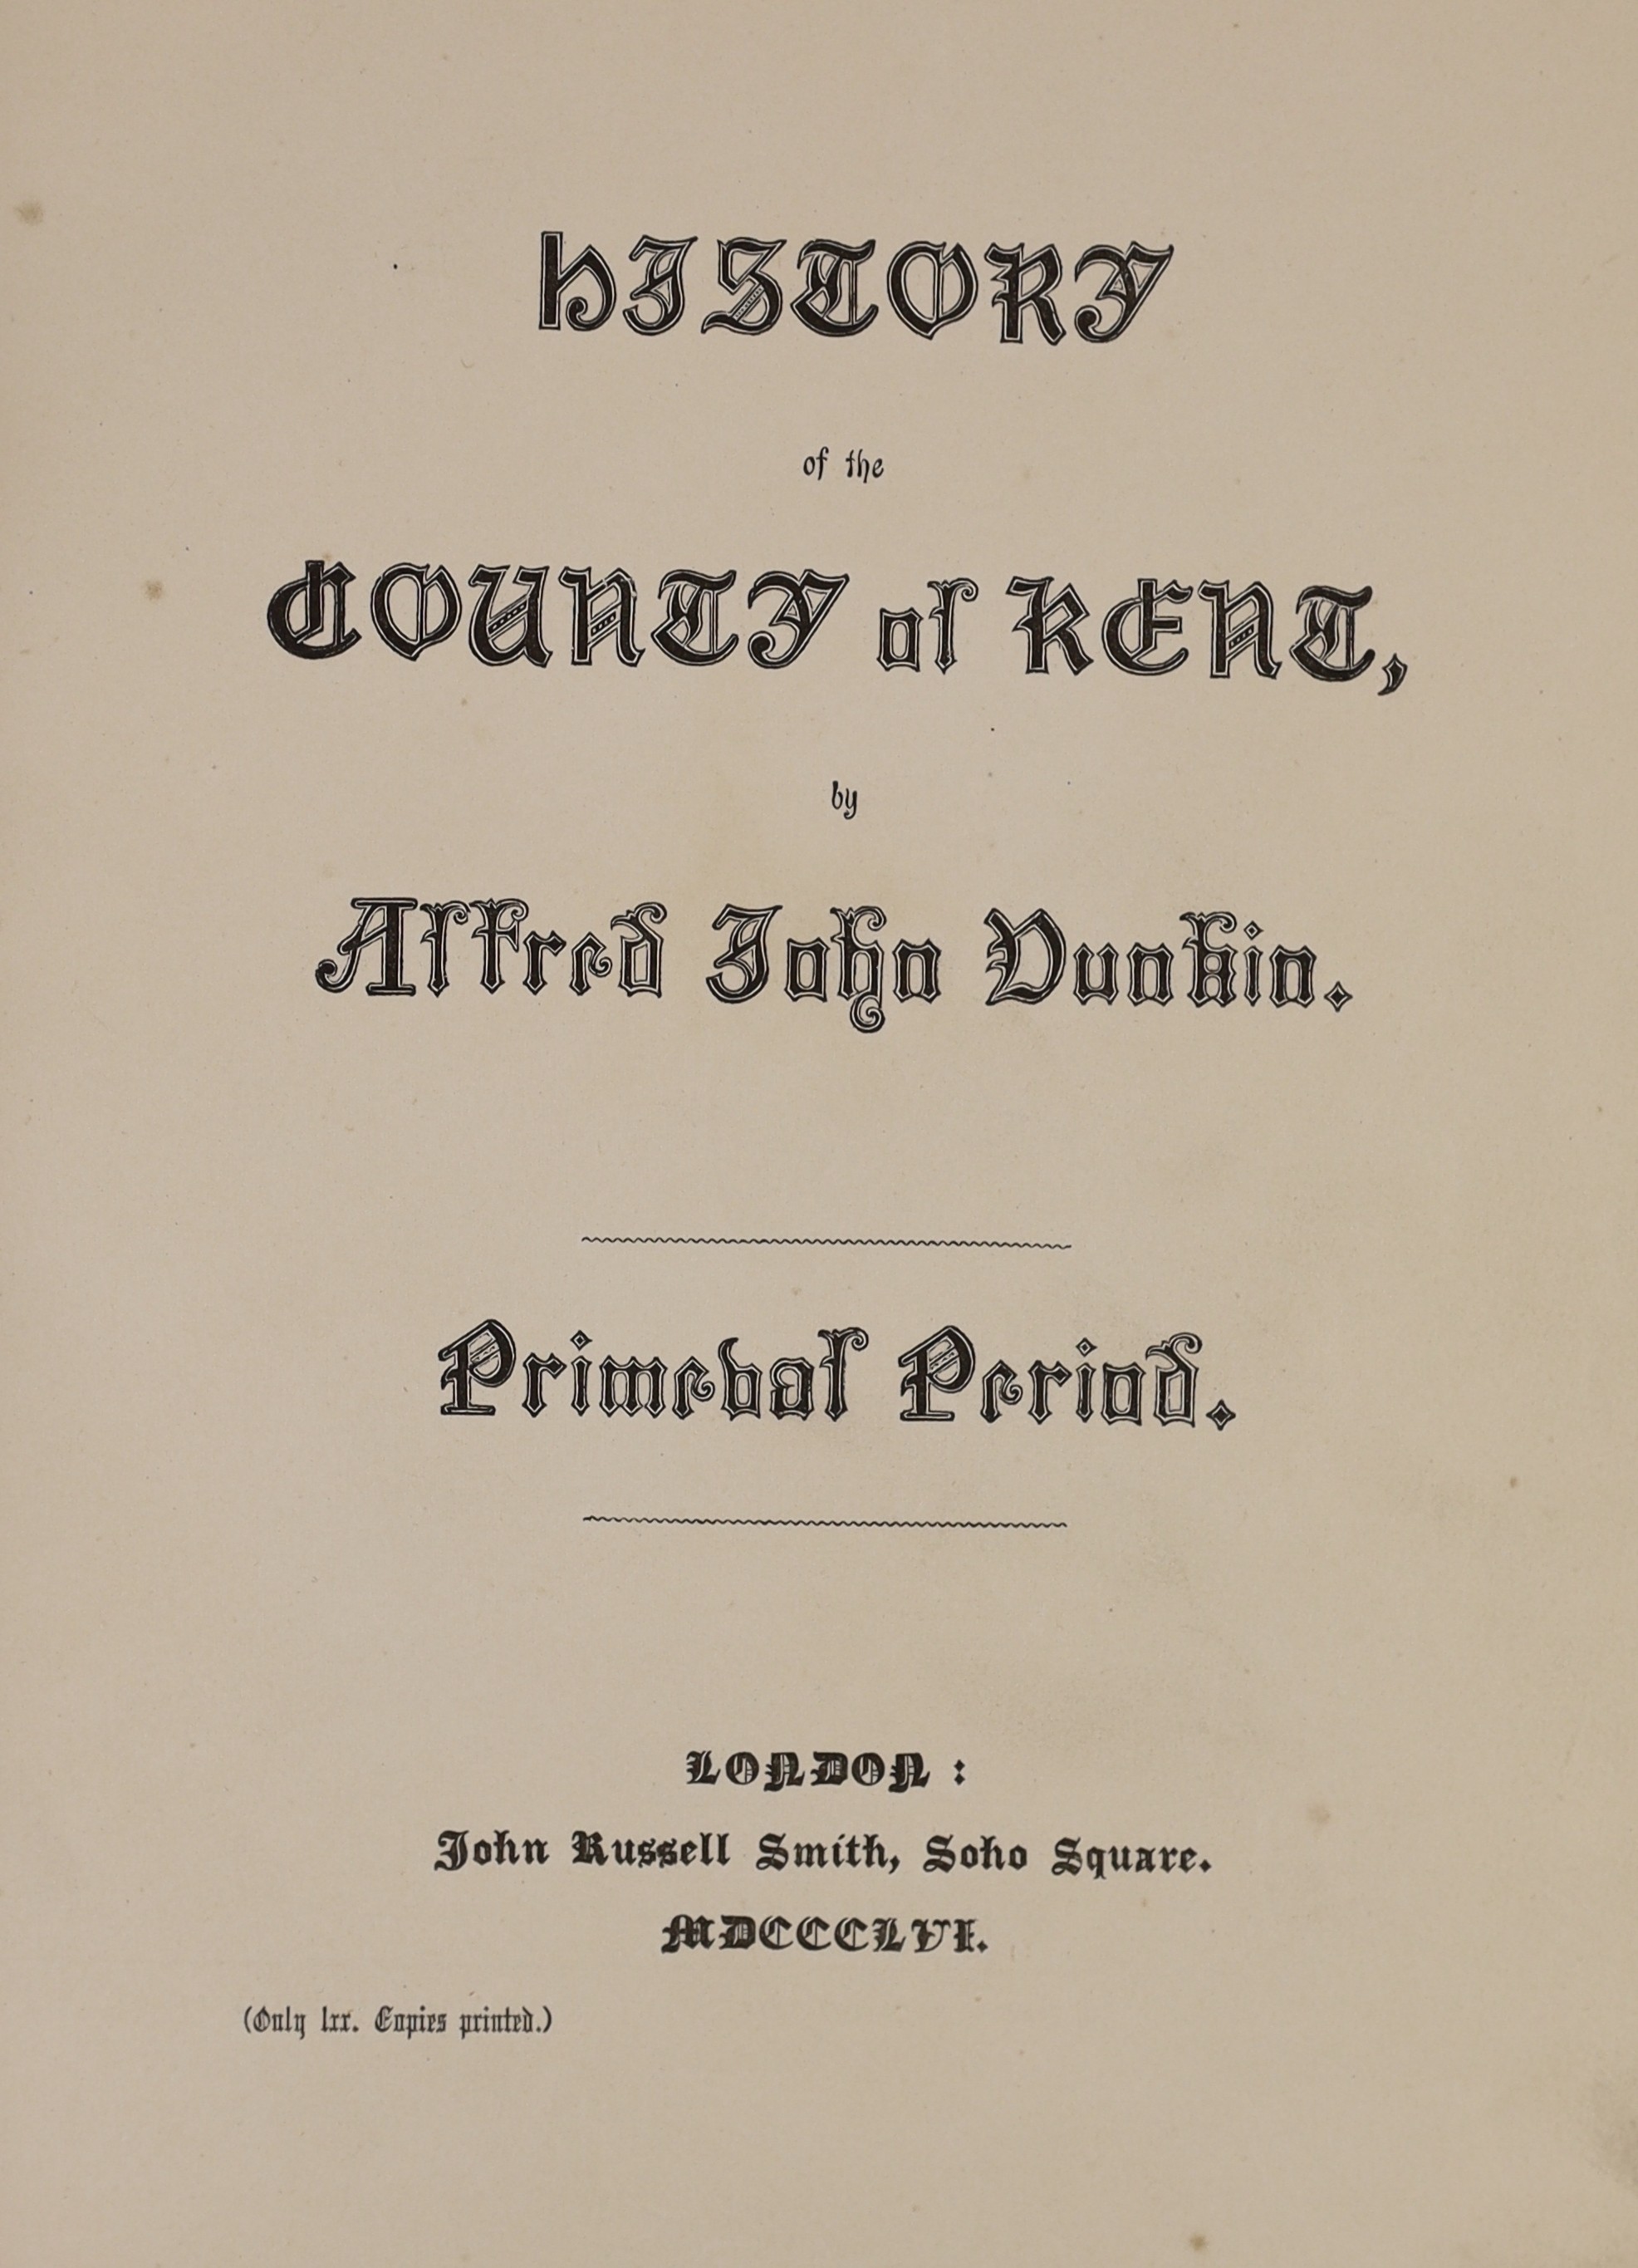 HISTORY
of the
COUNTY of KENT,
by
Alfred John Dunkin.
Primeval Period.
LONDON :
John Russell Smith, Soho Square.
MDCCCLVI.
(Only lxx. Copies printed.)